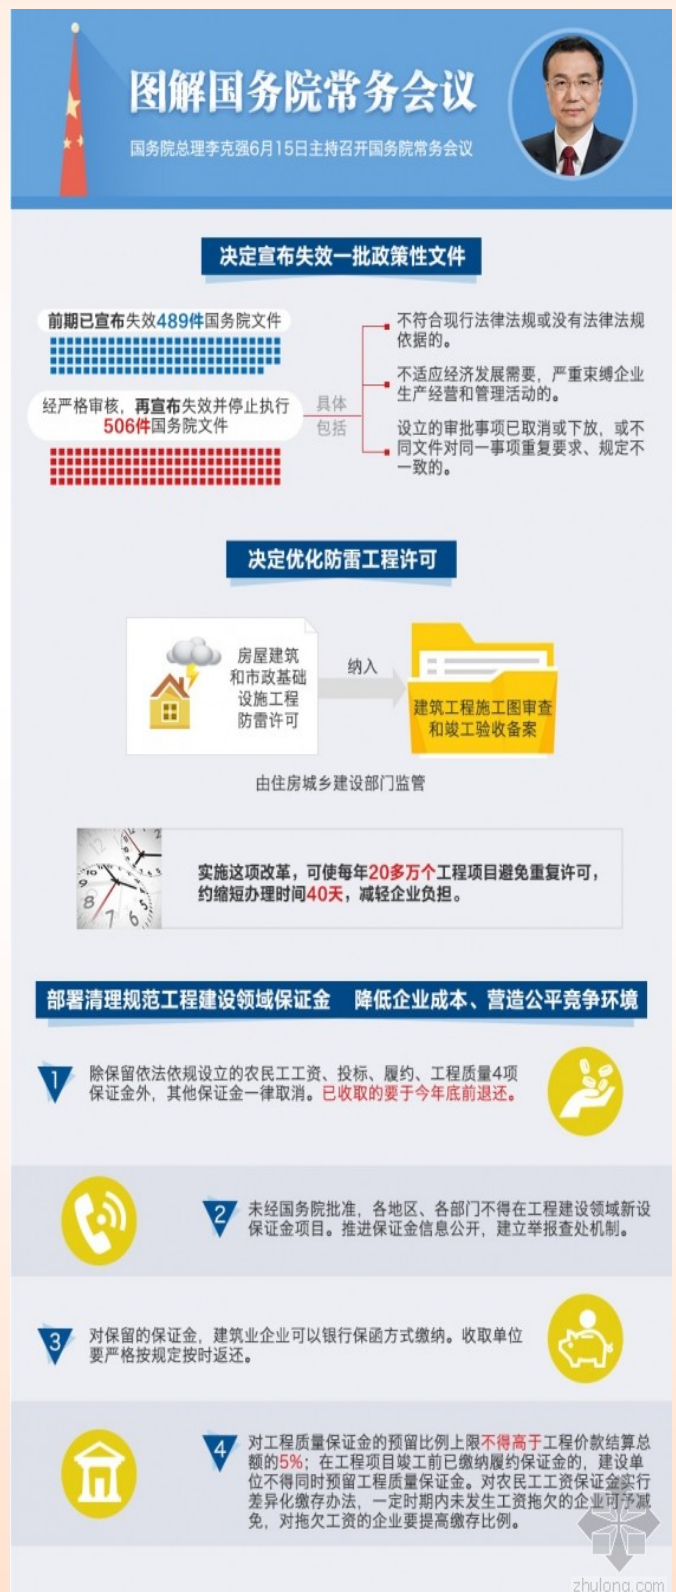 图解国务院常务会议
国务院总理李克强6月15日主持召开国务院常务会议
决定宣布失效一批政策性文件
前期已宣布失效489件国务院文件
经严格审核，再宣布失效并停止执行
506件国务院文件
具体
包括
不符合现行法律法规或没有法律法规
依据的。
不适应经济发展需要，严重束缚企业
生产经营和管理活动的。
设立的审批事项已取消或下放，或不
同文件对同一事项重复要求、规定不
一致的。
决定优化防雷工程许可
房屋建筑
和市政基础
设施工程
防雷许可
纳入
建筑工程施工图审查
和竣工验收备案
由住房城乡建设部门监管
实施这项改革，可使每年20多万个工程项目避免重复许可，
约缩短办理时间40天，减轻企业负担。
部署清理规范工程建设领域保证金 降低企业成本、营造公平竞争环境
1
除保留依法依规设立的农民工工资、投标、履约、工程质量4项
保证金外，其他保证金一律取消。已收取的要于今年底前退还。
2
未经国务院批准，各地区、各部门不得在工程建设领域新设
保证金项目。推进保证金信息公开，建立举报查处机制。
3
对保留的保证金，建筑业企业可以银行保函方式缴纳。收取单位
要严格按规定按时返还。
4
对工程质量保证金的预留比例上限不得高于工程价款结算总
额的5%；在工程项目竣工前已缴纳履约保证金的，建设单
位不得同时预留工程质量保证金。对农民工工资保证金实行
差异化缴存办法，一定时期内未发生工资拖欠的企业可予减
免，对拖欠工资的企业要提高缴存比例。
zhulong.com